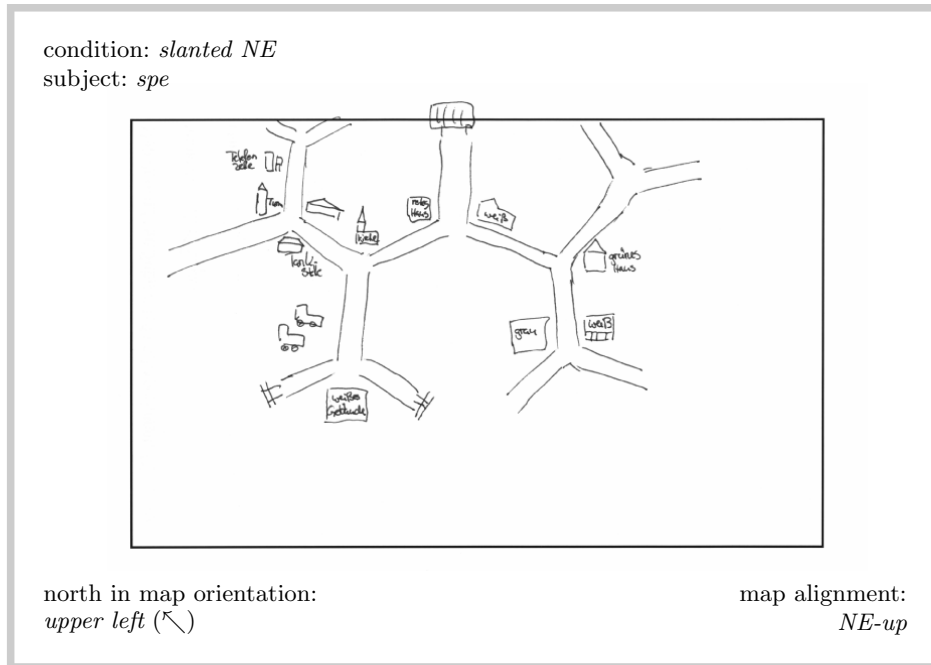 condition: slanted NE
subject: spe
Telefon
zelle
Turm
rotes
Haus
weiß
Kirche
Tank-
stelle
grünes
Haus
grau
weiß
weißes
Gebäude
north in map orientation:
upper left (↖)
map alignment:
NE-up